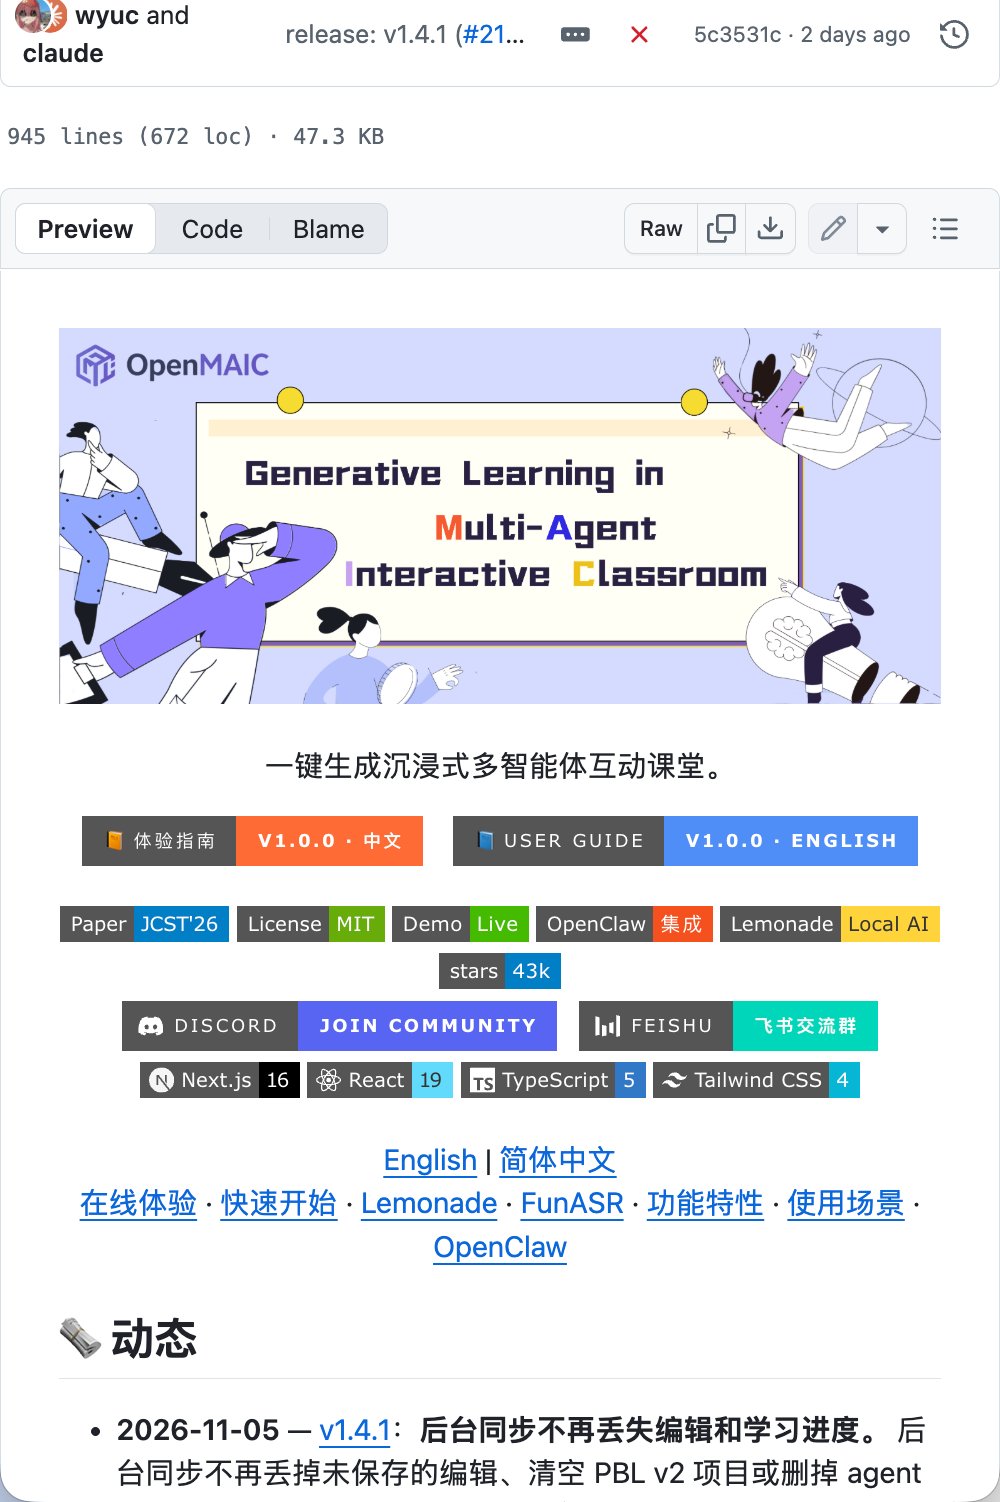 wyuc and
claude
release: v1.4.1 (#21...
5c3531c · 2 days ago
945 lines (672 loc) · 47.3 KB
Preview
Code
Blame
Raw
OpenMAIC
Generative Learning in
Multi-Agent
Interactive Classroom
一键生成沉浸式多智能体互动课堂。
体验指南 V1.0.0 · 中文
USER GUIDE V1.0.0 · ENGLISH
Paper JCST'26
License MIT
Demo Live
OpenClaw 集成
Lemonade Local AI
stars 43k
DISCORD JOIN COMMUNITY
FEISHU 飞书交流群
Next.js 16
React 19
TypeScript 5
Tailwind CSS 4
English | 简体中文
在线体验 · 快速开始 · Lemonade · FunASR · 功能特性 · 使用场景 ·
OpenClaw
动态
• 2026-11-05 — v1.4.1：后台同步不再丢失编辑和学习进度。后
台同步不再丢掉未保存的编辑、清空 PBL v2 项目或删掉 agent